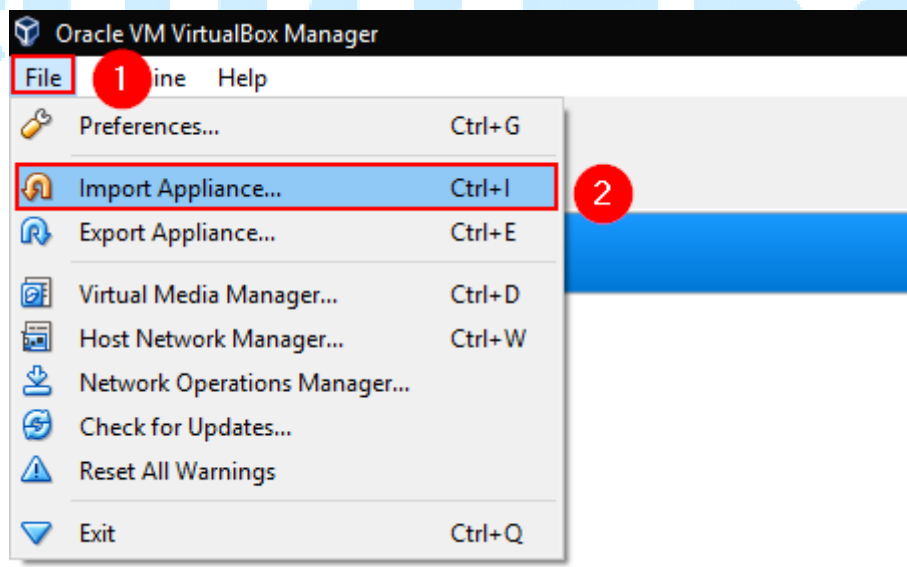 Oracle VM VirtualBox Manager
File 1 ine Help
Preferences... Ctrl+G
Import Appliance... Ctrl+I 2
Export Appliance... Ctrl+E
Virtual Media Manager... Ctrl+D
Host Network Manager... Ctrl+W
Network Operations Manager...
Check for Updates...
Reset All Warnings
Exit Ctrl+Q